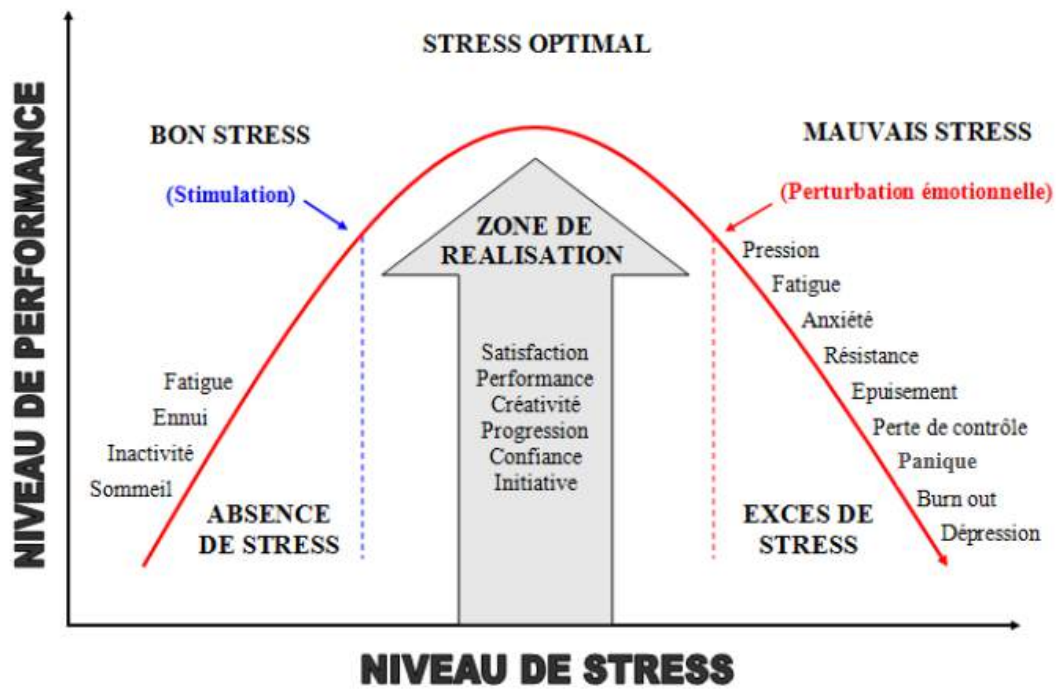 STRESS OPTIMAL
BON STRESS
MAUVAIS STRESS
(Stimulation)
(Perturbation émotionnelle)
ZONE DE
REALISATION
Pression
Fatigue
Anxiété
Résistance
Epuisement
Perte de contrôle
Panique
Burn out
Dépression
Satisfaction
Performance
Créativité
Progression
Confiance
Initiative
Fatigue
Ennui
Inactivité
Sommeil
ABSENCE
DE STRESS
EXCES DE
STRESS
NIVEAU DE PERFORMANCE
NIVEAU DE STRESS